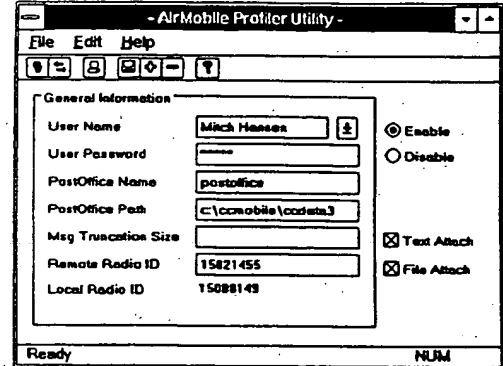 - AirMobile Profiler Utility -
File Edit Help
General Information
User Name Mitch Hansen
Enable
User Password *****
Disable
PostOffice Name postoffice
PostOffice Path c:\ccmobile\ccdata3
Msg Truncation Size
Text Attach
Remote Radio ID 15821455
File Attach
Local Radio ID 15088149
Ready NUM